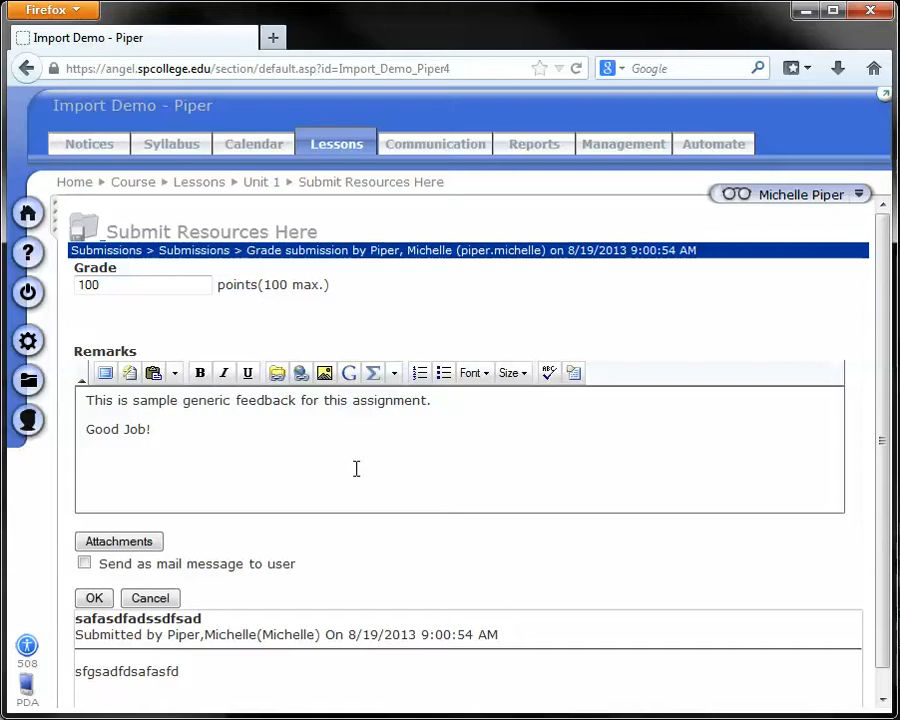 Firefox
Import Demo - Piper
https://angel.spcollege.edu/section/default.asp?id=Import_Demo_Piper4
Google
Import Demo - Piper
Notices Syllabus Calendar Lessons Communication Reports Management Automate
Home Course Lessons Unit 1 Submit Resources Here
Michelle Piper
Submit Resources Here
Submissions > Submissions > Grade submission by Piper, Michelle (piper.michelle) on 8/19/2013 9:00:54 AM
Grade
100 points(100 max.)
Remarks
B I U G Σ Font Size ABC
This is sample generic feedback for this assignment.
Good Job!
Attachments
Send as mail message to user
OK Cancel
safasdfadssdfsad
Submitted by Piper,Michelle(Michelle) On 8/19/2013 9:00:54 AM
sfgsadfdsafasfd
508
PDA